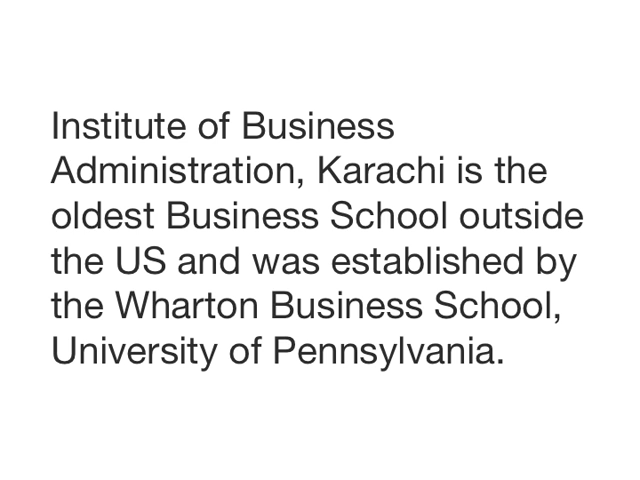 Institute of Business
Administration, Karachi is the
oldest Business School outside
the US and was established by
the Wharton Business School,
University of Pennsylvania.